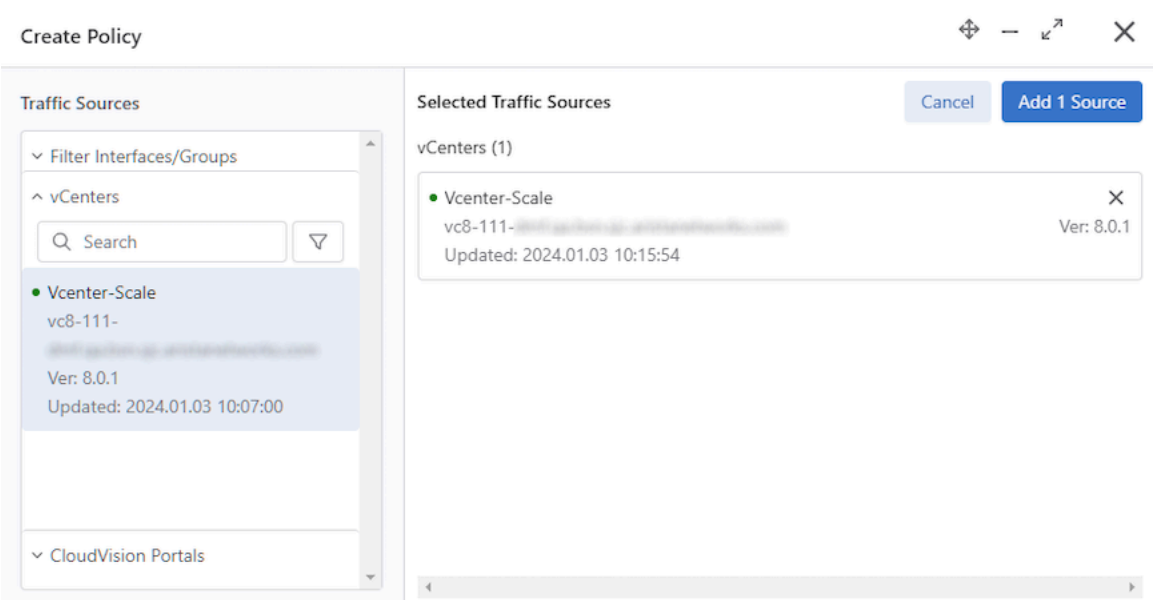 Create Policy
Traffic Sources
Filter Interfaces/Groups
vCenters
Search
Vcenter-Scale
vc8-111-
Ver: 8.0.1
Updated: 2024.01.03 10:07:00
CloudVision Portals
Selected Traffic Sources
Cancel
Add 1 Source
vCenters (1)
Vcenter-Scale
vc8-111-
Ver: 8.0.1
Updated: 2024.01.03 10:15:54